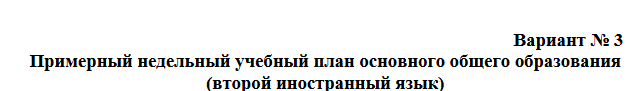 Вариант № 3
Примерный недельный учебный план основного общего образования
(второй иностранный язык)